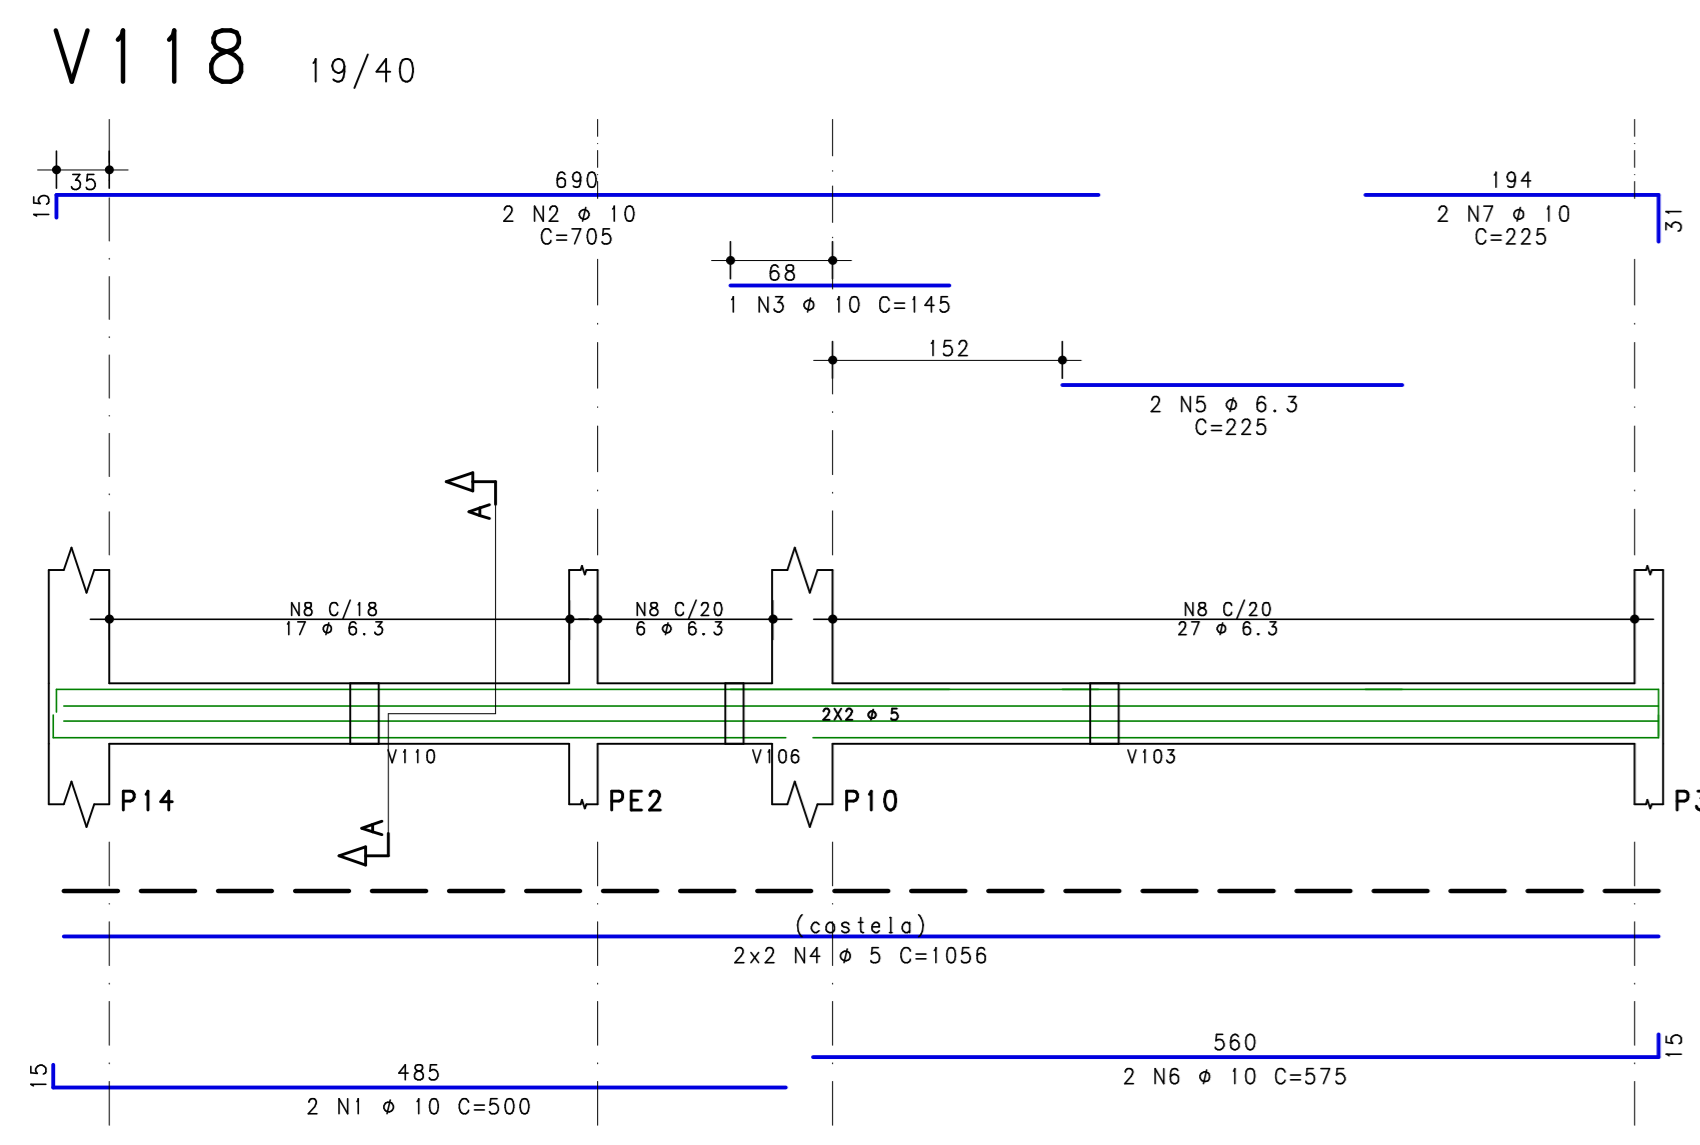 V118 19/40
35
15
690
2 N2 ø 10
C=705
194
2 N7 ø 10
C=225
31
68
1 N3 ø 10 C=145
152
2 N5 ø 6.3
C=225
A
N8 C/18
17 ø 6.3
N8 C/20
6 ø 6.3
N8 C/20
27 ø 6.3
2X2 ø 5
V110
V106
V103
P14
PE2
P10
P3
A
(costela)
2x2 N4 ø 5 C=1056
560
15
2 N6 ø 10 C=575
485
15
2 N1 ø 10 C=500